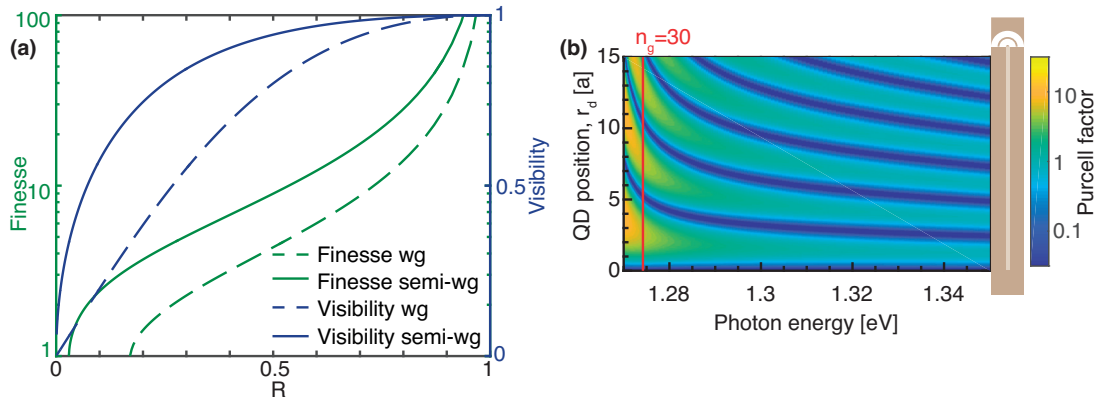 (a)
100
10
1
Finesse
0
0.5
1
R
1
0.5
0
Visibility
Finesse wg
Finesse semi-wg
Visibility wg
Visibility semi-wg
(b)
n_g=30
15
10
5
0
QD position, r_d [a]
1.28
1.3
1.32
1.34
Photon energy [eV]
10
1
0.1
Purcell factor